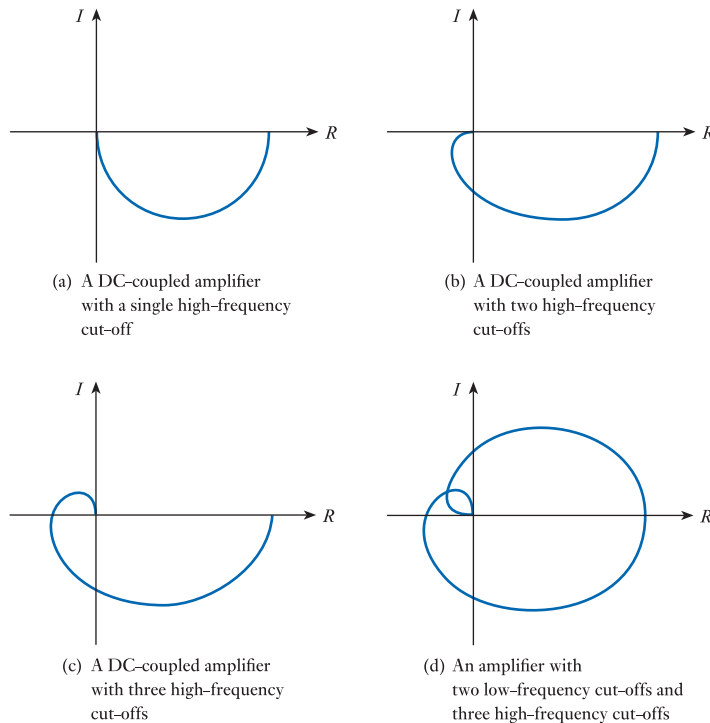 I
R
(a) A DC–coupled amplifier
with a single high–frequency
cut–off
I
R
(b) A DC–coupled amplifier
with two high–frequency
cut–offs
I
R
(c) A DC–coupled amplifier
with three high–frequency
cut–offs
I
R
(d) An amplifier with
two low–frequency cut–offs and
three high–frequency cut–offs